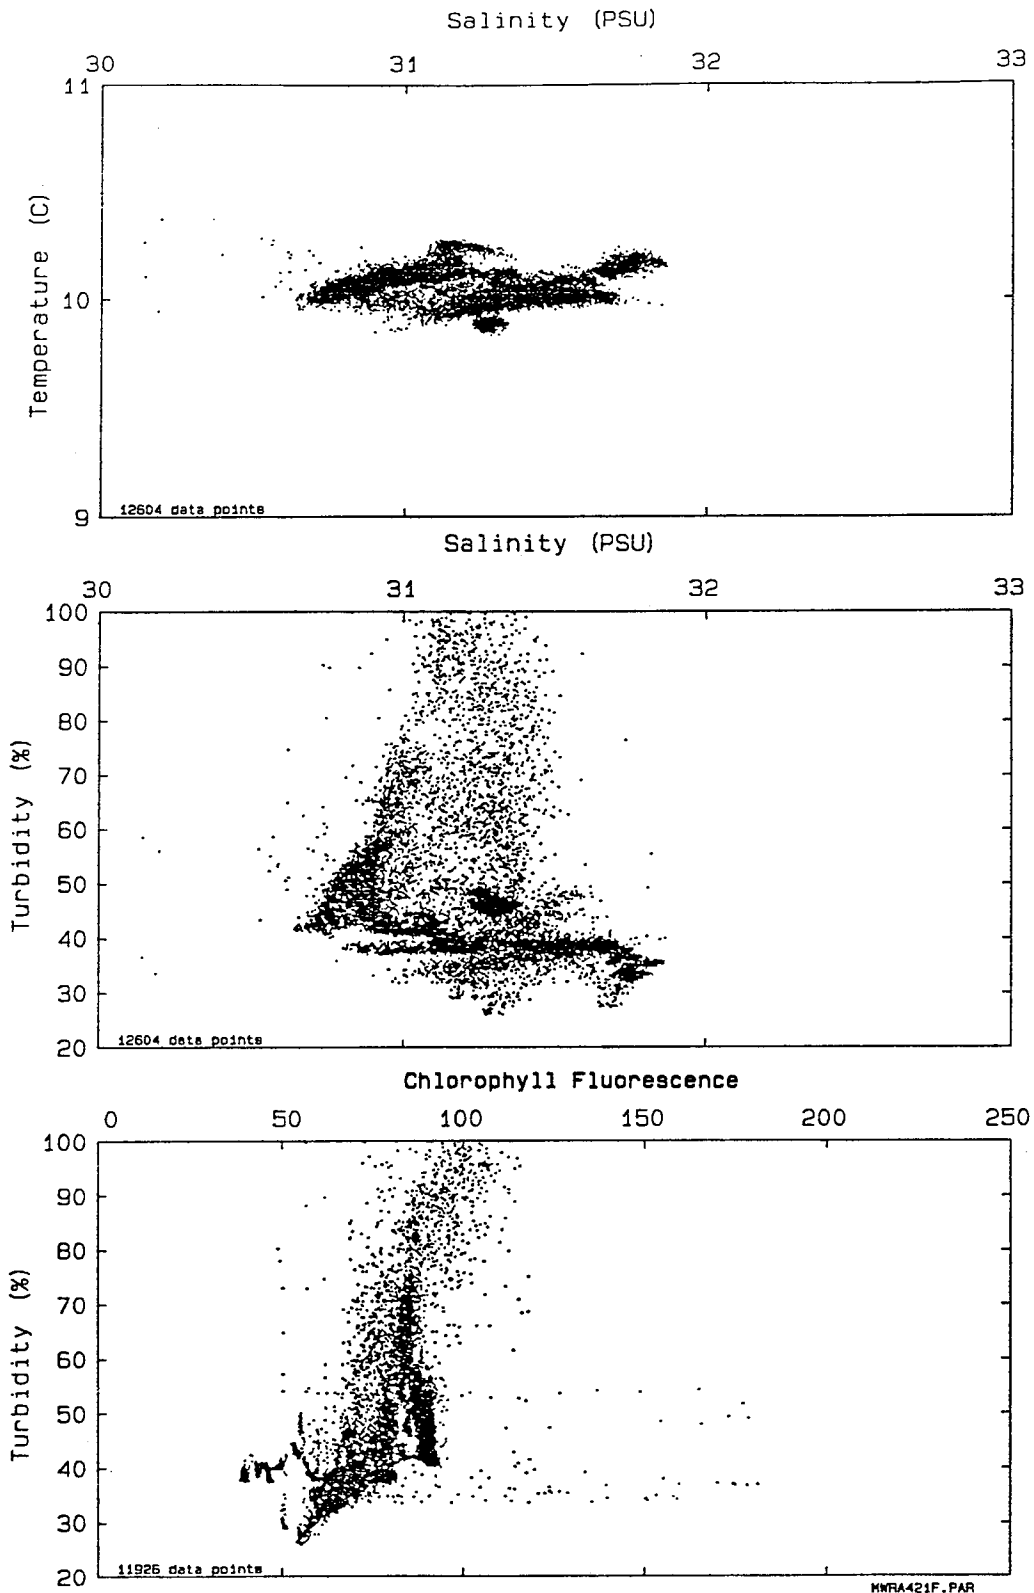 Salinity (PSU)
30 31 32 33
11
Temperature (C)
10
9
12604 data points
Salinity (PSU)
30 31 32 33
100
90
80
70
Turbidity (%)
60
50
40
30
20
12604 data points
Chlorophyll Fluorescence
0 50 100 150 200 250
100
90
80
70
Turbidity (%)
60
50
40
30
20
11926 data points
MWRA421F.PAR